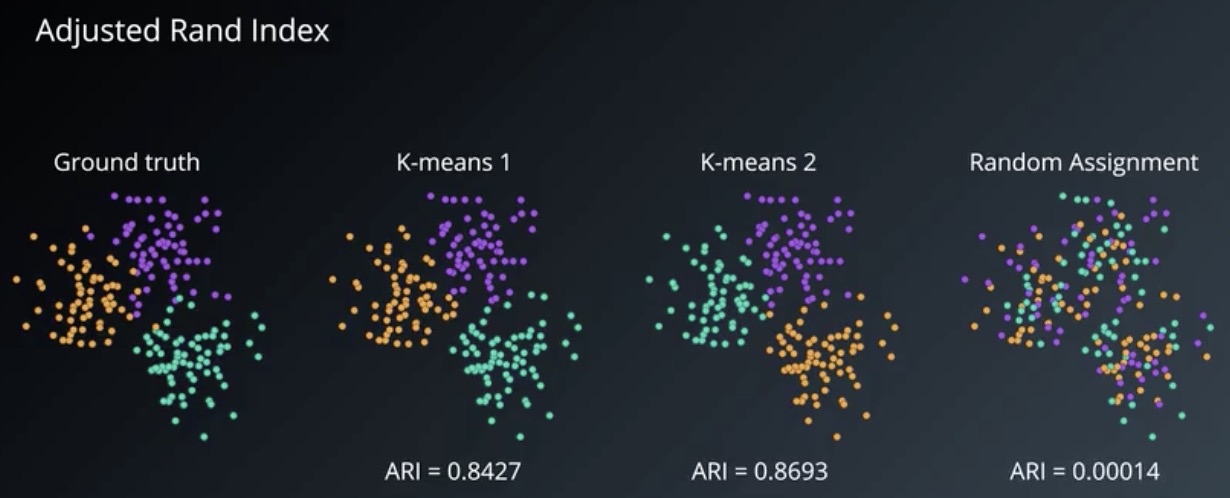 Adjusted Rand Index
Ground truth
K-means 1
K-means 2
Random Assignment
ARI = 0.8427
ARI = 0.8693
ARI = 0.00014